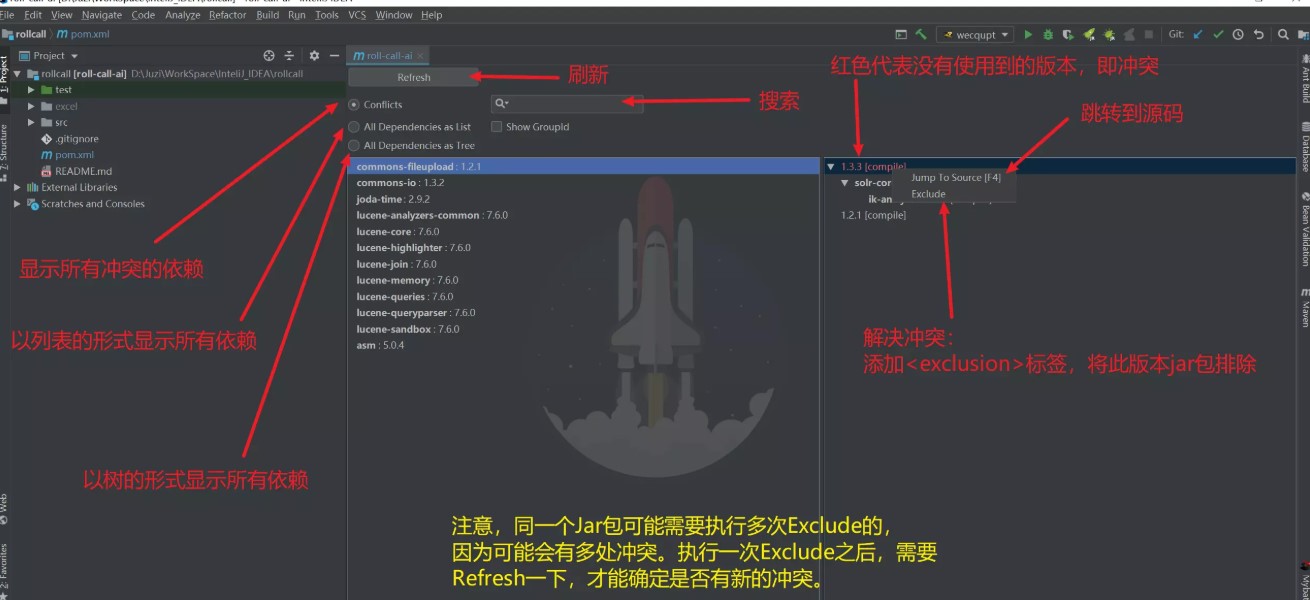 File Edit View Navigate Code Analyze Refactor Build Run Tools VCS Window Help
rollcall pom.xml
wecqupt Git:
Project
roll-call-ai
rollcall [roll-call-ai] D:\Juzi\WorkSpace\InteliJ_IDEA\rollcall
test
excel
src
.gitignore
pom.xml
README.md
External Libraries
Scratches and Consoles
1: Project
7: Structure
Web
2: Favorites
Refresh
刷新
Conflicts
搜索
All Dependencies as List
Show GroupId
All Dependencies as Tree
commons-fileupload : 1.2.1
commons-io : 1.3.2
joda-time : 2.9.2
lucene-analyzers-common : 7.6.0
lucene-core : 7.6.0
lucene-highlighter : 7.6.0
lucene-join : 7.6.0
lucene-memory : 7.6.0
lucene-queries : 7.6.0
lucene-queryparser : 7.6.0
lucene-sandbox : 7.6.0
asm : 5.0.4
红色代表没有使用到的版本，即冲突
跳转到源码
1.3.3 [compile]
Jump To Source [F4]
Exclude
solr-cor
1.2.1 [compile]
显示所有冲突的依赖
以列表的形式显示所有依赖
以树的形式显示所有依赖
解决冲突：
添加<exclusion>标签，将此版本jar包排除
注意，同一个Jar包可能需要执行多次Exclude的，
因为可能会有多处冲突。执行一次Exclude之后，需要
Refresh一下，才能确定是否有新的冲突。
Ant Build
Database
Bean Validation
Maven